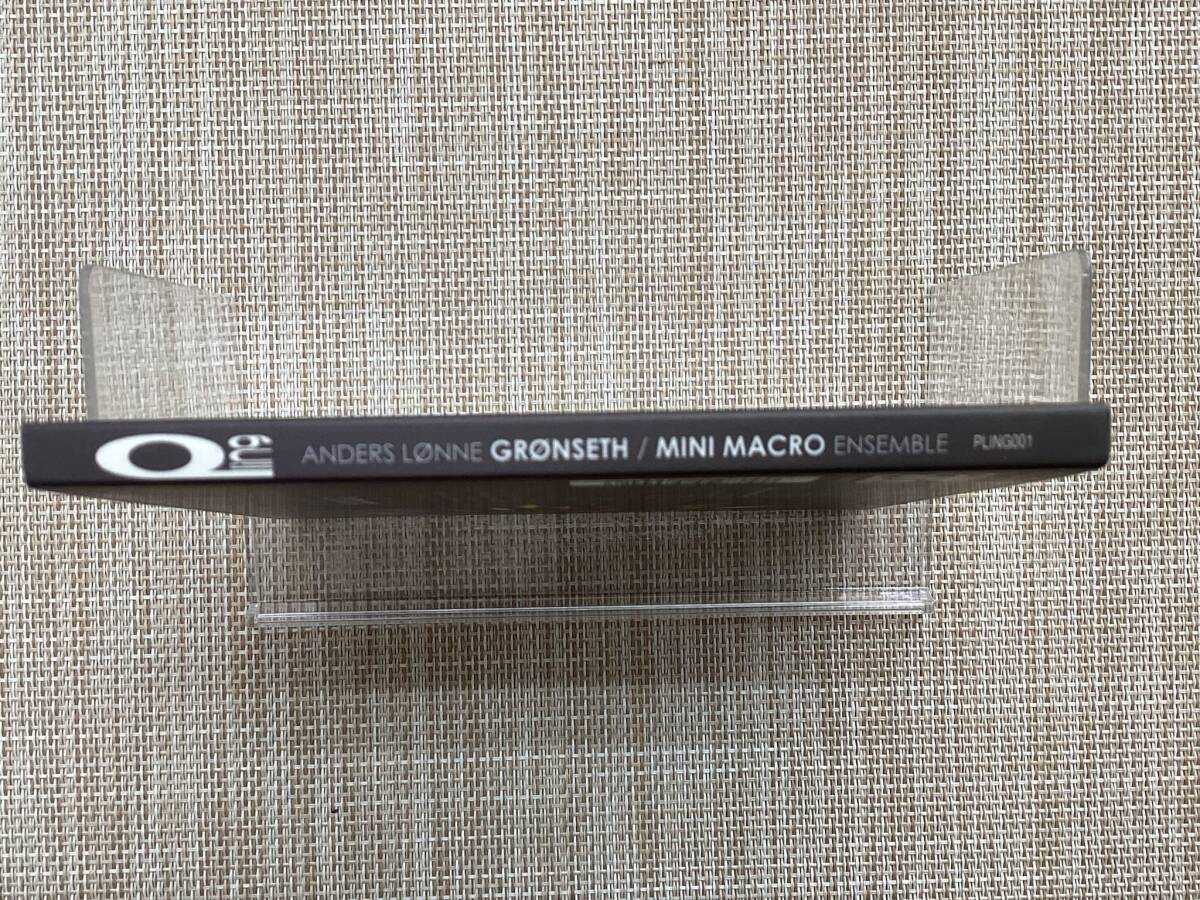 ANDERS LØNNE GRØNSETH / MINI MACRO ENSEMBLE PLING001